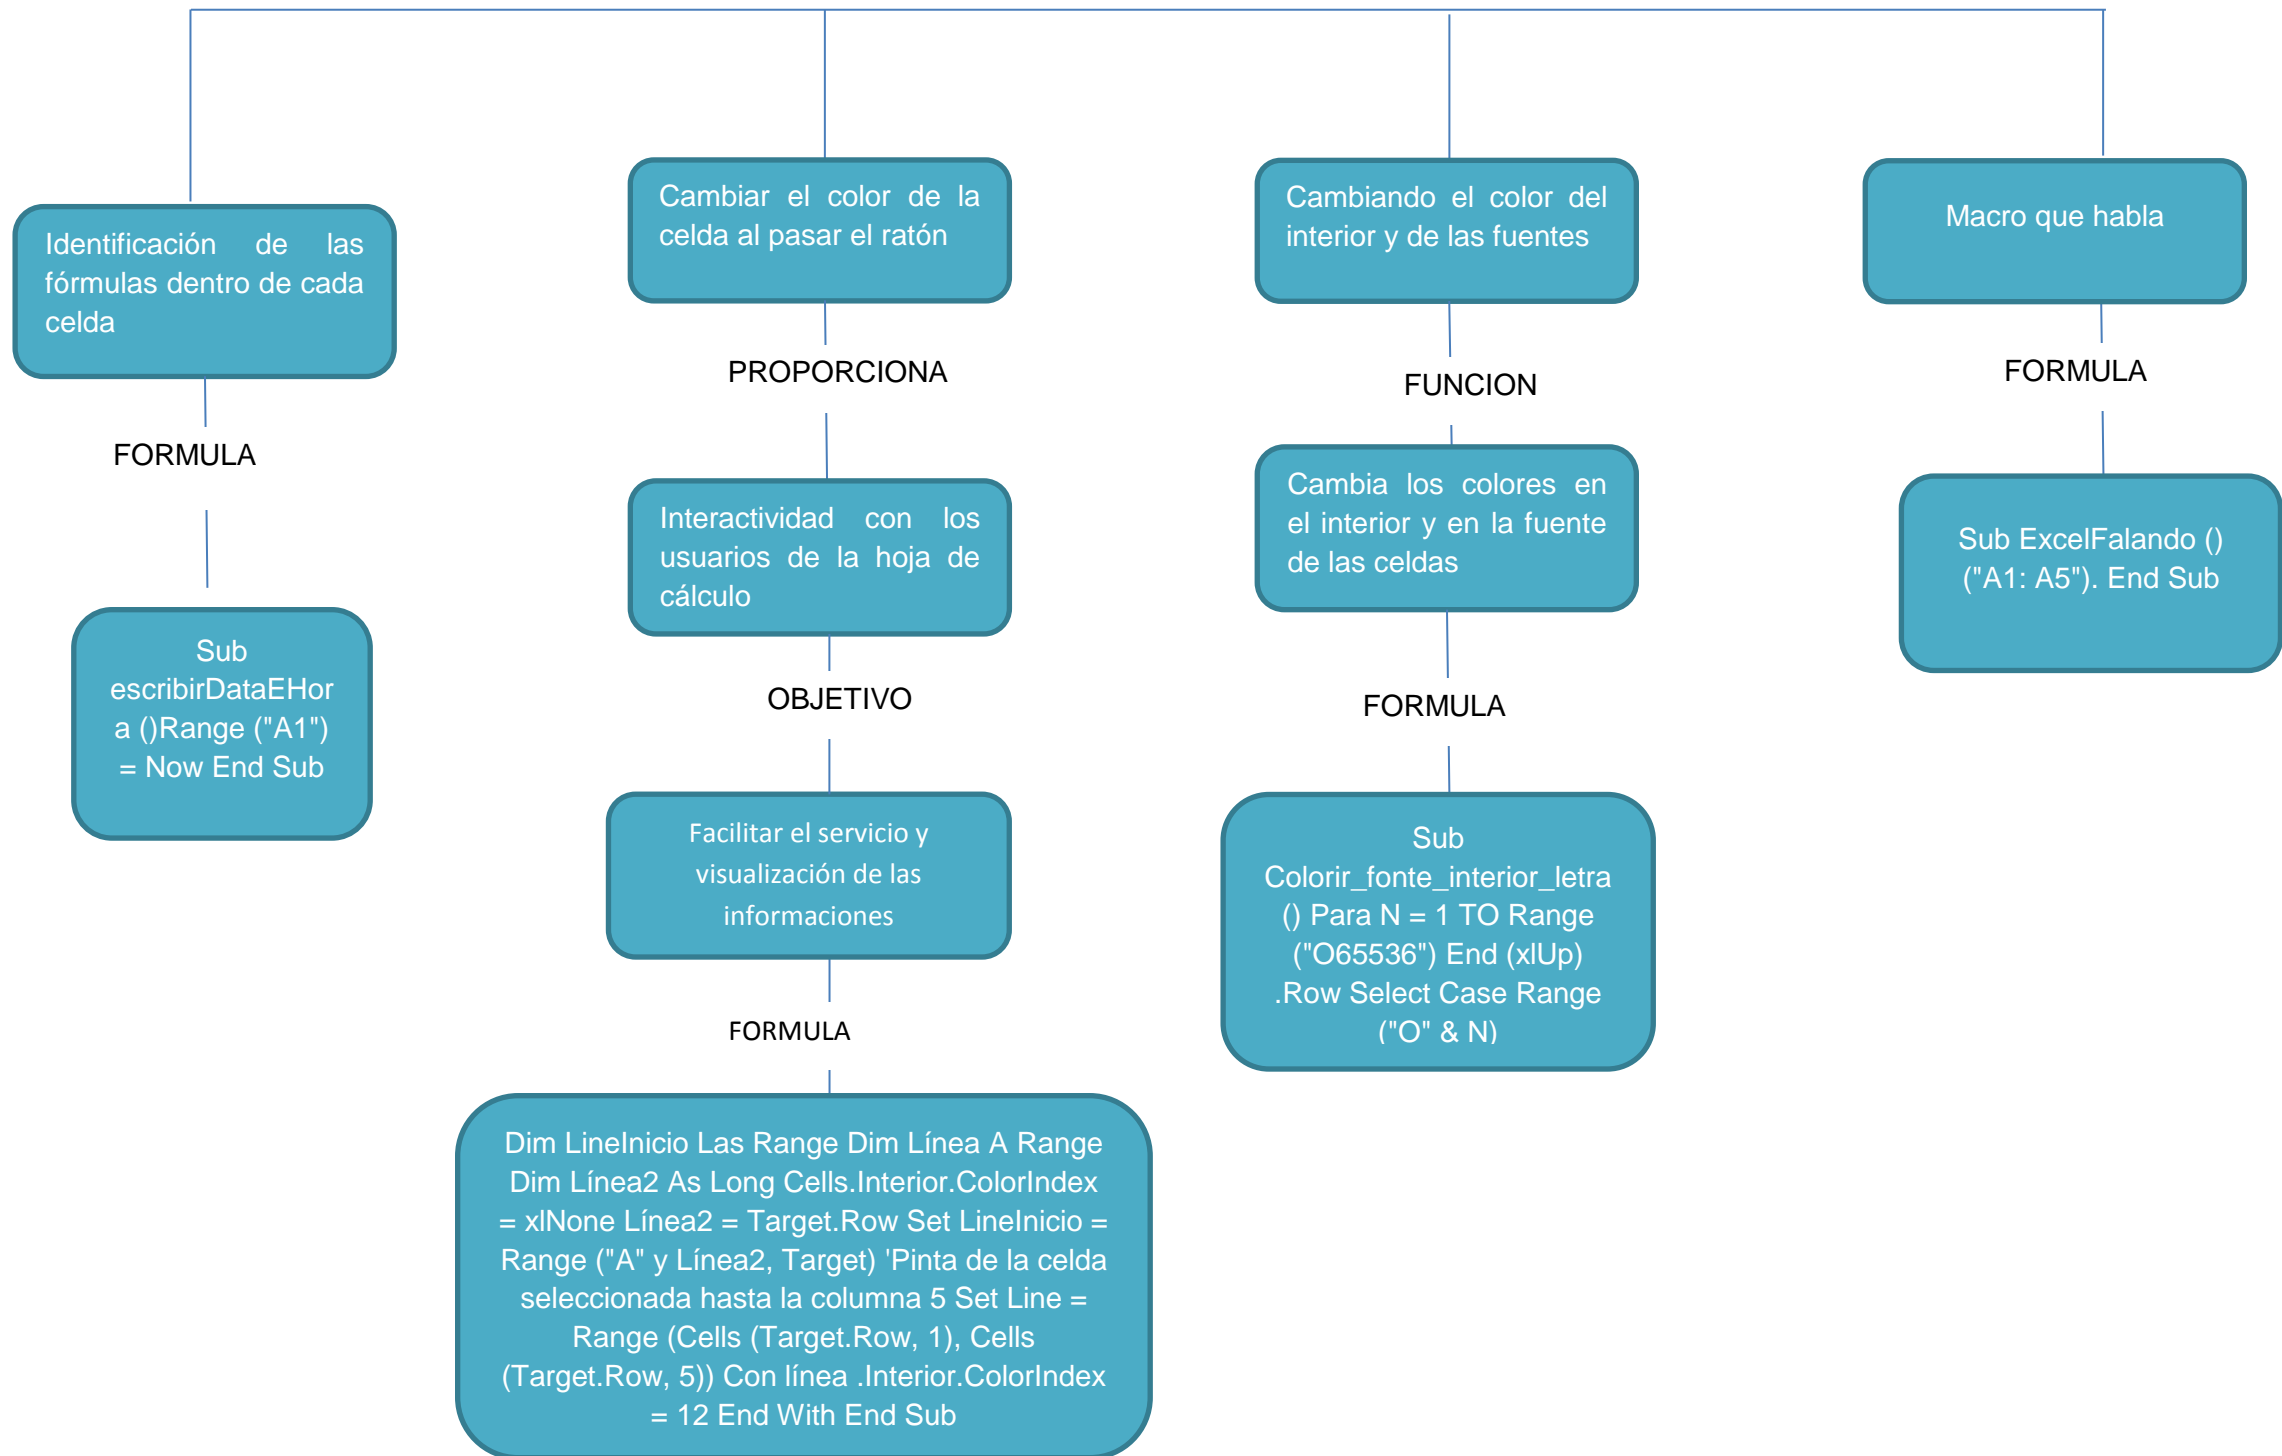 Identificación de las
fórmulas dentro de cada
celda
FORMULA
Sub
escribirDataEHor
a ()Range ("A1")
= Now End Sub
Cambiar el color de la
celda al pasar el ratón
PROPORCIONA
Interactividad con los
usuarios de la hoja de
cálculo
OBJETIVO
Facilitar el servicio y
visualización de las
informaciones
FORMULA
Dim LineInicio Las Range Dim Línea A Range
Dim Línea2 As Long Cells.Interior.ColorIndex
= xlNone Línea2 = Target.Row Set LineInicio =
Range ("A" y Línea2, Target) 'Pinta de la celda
seleccionada hasta la columna 5 Set Line =
Range (Cells (Target.Row, 1), Cells
(Target.Row, 5)) Con línea .Interior.ColorIndex
= 12 End With End Sub
Cambiando el color del
interior y de las fuentes
FUNCION
Cambia los colores en
el interior y en la fuente
de las celdas
FORMULA
Sub
Colorir_fonte_interior_letra
() Para N = 1 TO Range
("O65536") End (xlUp)
.Row Select Case Range
("O" & N)
Macro que habla
FORMULA
Sub ExcelFalando ()
("A1: A5"). End Sub